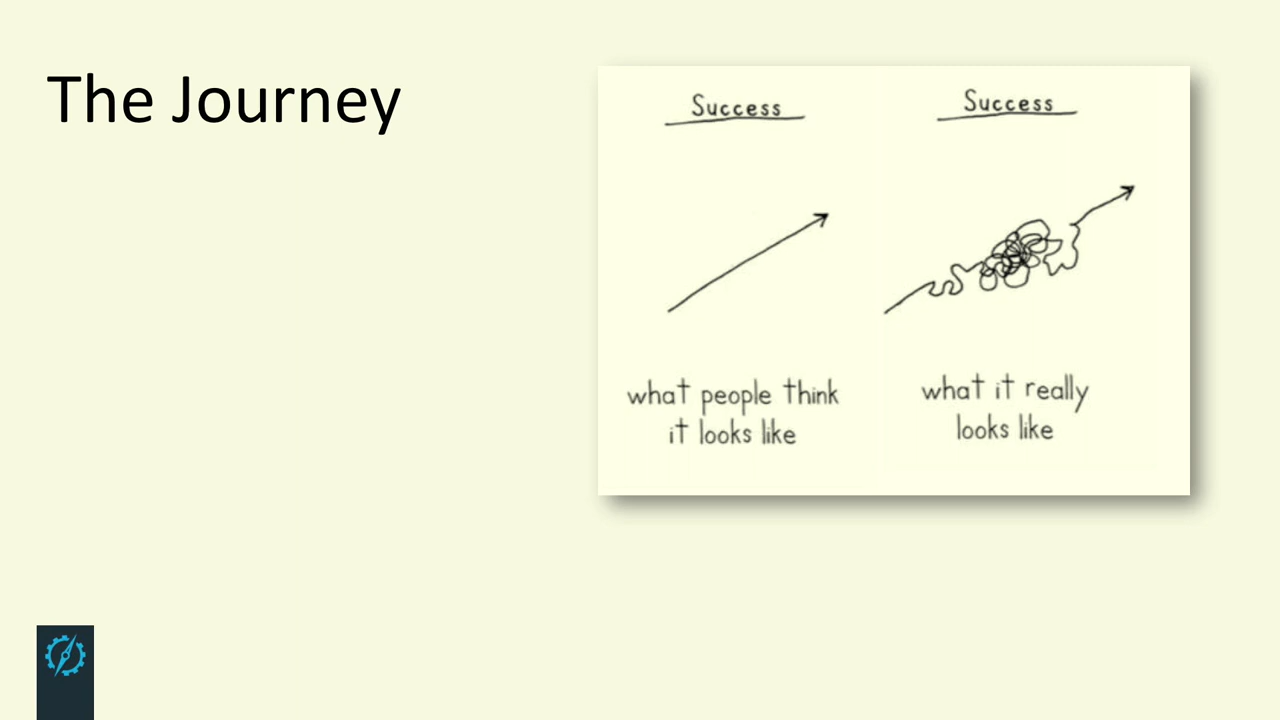 The Journey
Success
what people think
it looks like
Success
what it really
looks like